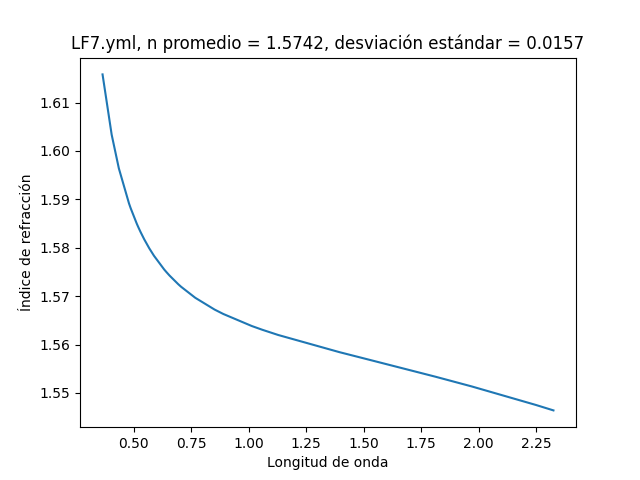 LF7.yml, n promedio = 1.5742, desviación estándar = 0.0157
1.61
1.60
1.59
1.58
1.57
1.56
1.55
Índice de refracción
0.50 0.75 1.00 1.25 1.50 1.75 2.00 2.25
Longitud de onda